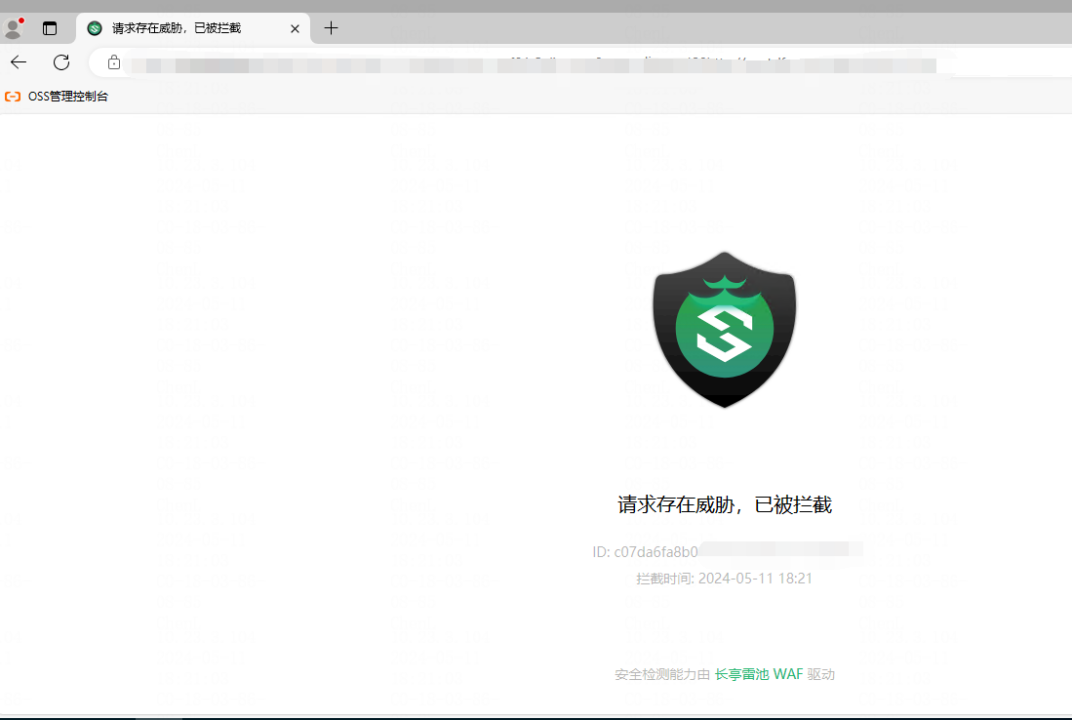 请求存在威胁，已被拦截
OSS管理控制台
请求存在威胁，已被拦截
ID: c07da6fa8b0
拦截时间: 2024-05-11 18:21
安全检测能力由 长亭雷池 WAF 驱动